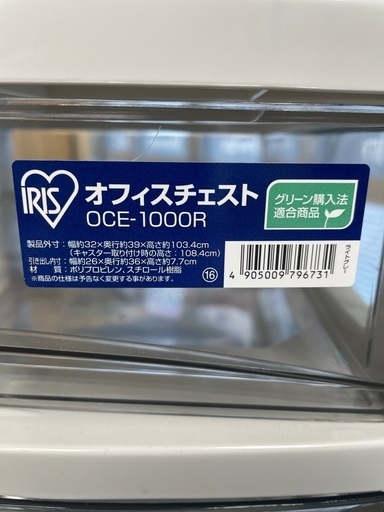 IRIS
オフィスチェスト
OCE-1000R
グリーン購入法
適合商品
製品外寸：幅約32×奥行約39×高さ約103.4cm
（キャスター取り付け時の高さ：108.4cm）
引き出し内寸：幅約26×奥行約36×高さ約7.7cm
材　　質：ポリプロピレン、スチロール樹脂
※商品の仕様は予告なく変更する事がございます。
⑯
4 905009 796731
ライトグレー